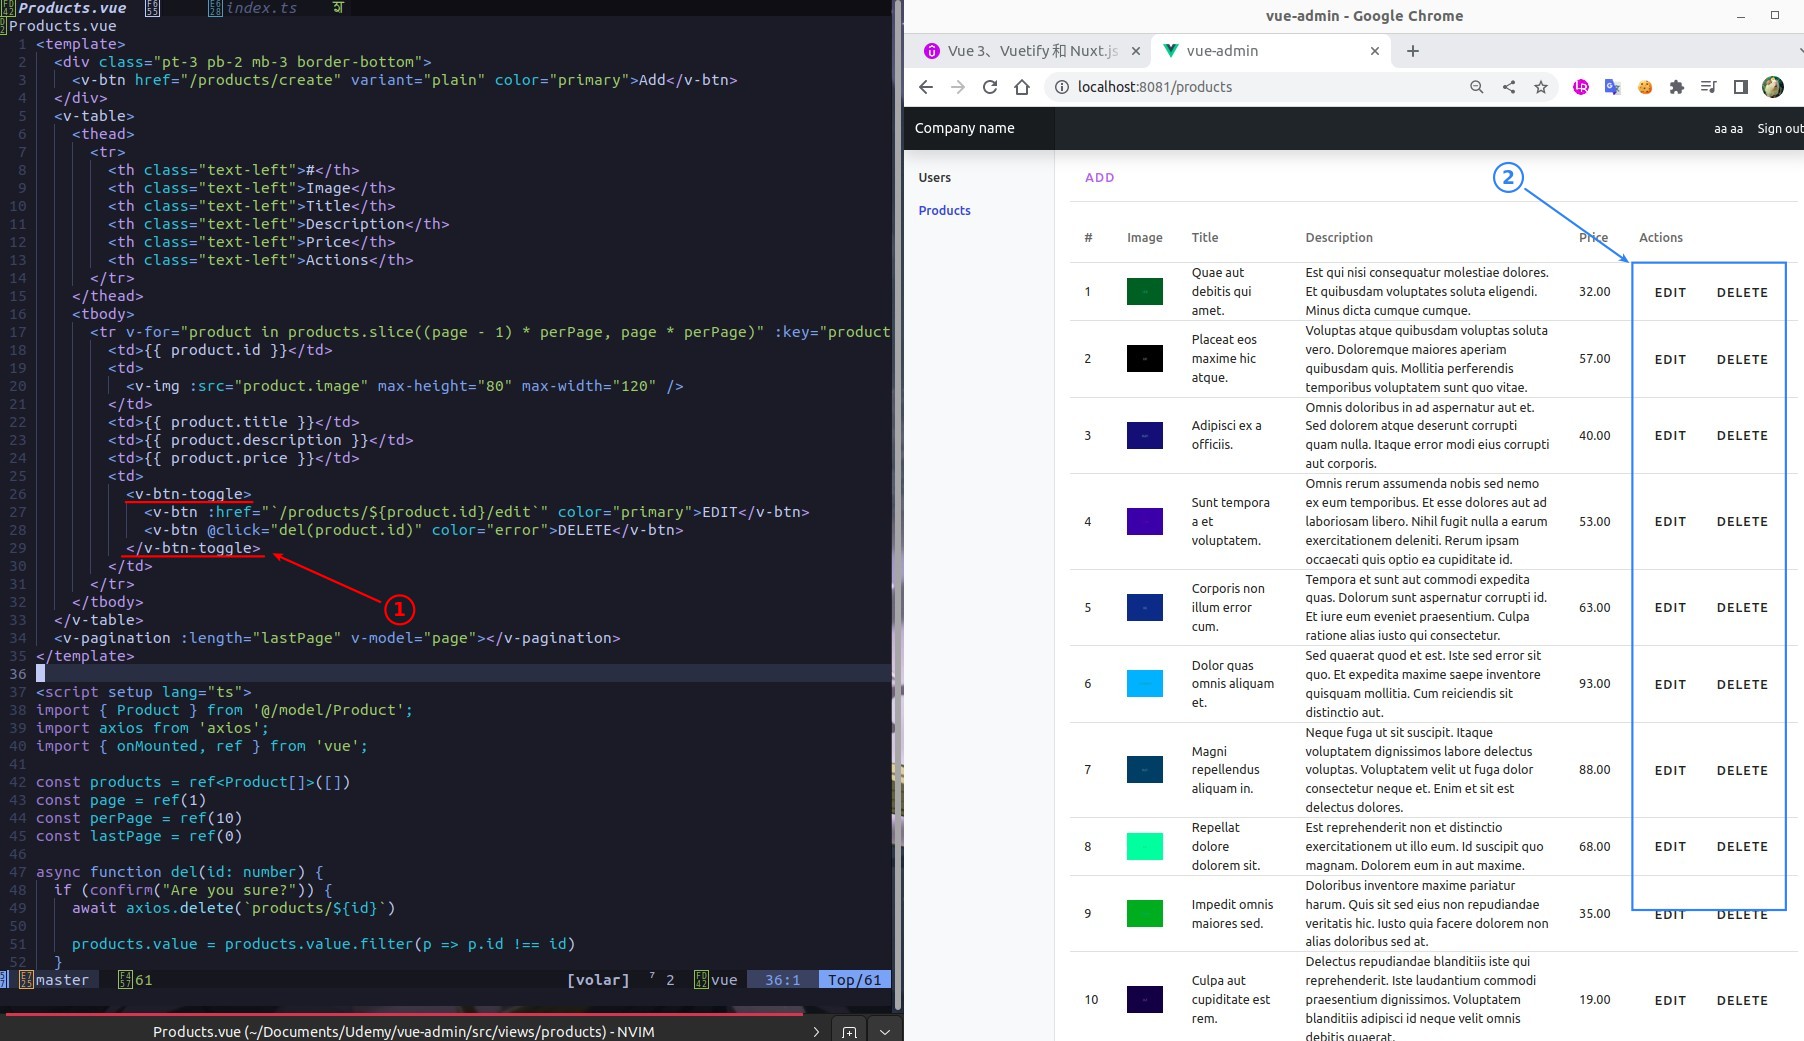 Products.vue
index.ts
Products.vue
1 <template>
2 <div class="pt-3 pb-2 mb-3 border-bottom">
3 <v-btn href="/products/create" variant="plain" color="primary">Add</v-btn>
4 </div>
5 <v-table>
6 <thead>
7 <tr>
8 <th class="text-left">#</th>
9 <th class="text-left">Image</th>
10 <th class="text-left">Title</th>
11 <th class="text-left">Description</th>
12 <th class="text-left">Price</th>
13 <th class="text-left">Actions</th>
14 </tr>
15 </thead>
16 <tbody>
17 <tr v-for="product in products.slice((page - 1) * perPage, page * perPage)" :key="product
18 <td>{{ product.id }}</td>
19 <td>
20 <v-img :src="product.image" max-height="80" max-width="120" />
21 </td>
22 <td>{{ product.title }}</td>
23 <td>{{ product.description }}</td>
24 <td>{{ product.price }}</td>
25 <td>
26 <v-btn-toggle>
27 <v-btn :href="`/products/${product.id}/edit`" color="primary">EDIT</v-btn>
28 <v-btn @click="del(product.id)" color="error">DELETE</v-btn>
29 </v-btn-toggle>
30 </td>
31 </tr>
32 </tbody>
33 </v-table>
34 <v-pagination :length="lastPage" v-model="page"></v-pagination>
35 </template>
36
37 <script setup lang="ts">
38 import { Product } from '@/model/Product';
39 import axios from 'axios';
40 import { onMounted, ref } from 'vue';
41
42 const products = ref<Product[]>([])
43 const page = ref(1)
44 const perPage = ref(10)
45 const lastPage = ref(0)
46
47 async function del(id: number) {
48 if (confirm("Are you sure?")) {
49 await axios.delete(`products/${id}`)
50
51 products.value = products.value.filter(p => p.id !== id)
52 }
1
master 61 [volar] 7 2 vue 36:1 Top/61
Products.vue (~/Documents/Udemy/vue-admin/src/views/products) - NVIM
vue-admin - Google Chrome
Vue 3、Vuetify 和 Nuxt.js
vue-admin
localhost:8081/products
Company name
aa aa
Sign out
Users
Products
ADD
2
# Image Title Description Price Actions
1
Quae aut
debitis qui
amet.
Est qui nisi consequatur molestiae dolores.
Et quibusdam voluptates soluta eligendi.
Minus dicta cumque cumque.
32.00 EDIT DELETE
2
Placeat eos
maxime hic
atque.
Voluptas atque quibusdam voluptas soluta
vero. Doloremque maiores aperiam
quibusdam quis. Mollitia perferendis
temporibus voluptatem sunt quo vitae.
57.00 EDIT DELETE
3
Adipisci ex a
officiis.
Omnis doloribus in ad aspernatur aut et.
Sed dolorem atque deserunt corrupti
quam nulla. Itaque error modi eius corrupti
aut corporis.
40.00 EDIT DELETE
4
Sunt tempora
a et
voluptatem.
Omnis rerum assumenda nobis sed nemo
ex eum temporibus. Et esse dolores aut ad
laboriosam libero. Nihil fugit nulla a earum
exercitationem deleniti. Rerum ipsam
occaecati quis optio ea cupiditate id.
53.00 EDIT DELETE
5
Corporis non
illum error
cum.
Tempora et sunt aut commodi expedita
quas. Dolorum sunt aspernatur corrupti id.
Et iure eum eveniet praesentium. Culpa
ratione alias iusto qui consectetur.
63.00 EDIT DELETE
6
Dolor quas
omnis aliquam
et.
Sed quaerat quod et est. Iste sed error sit
quo. Et expedita maxime saepe inventore
quisquam mollitia. Cum reiciendis sit
distinctio aut.
93.00 EDIT DELETE
7
Magni
repellendus
aliquam in.
Neque fuga ut sit suscipit. Itaque
voluptatem dignissimos labore delectus
voluptas. Voluptatem velit ut fuga dolor
consectetur neque et. Enim et sit est
delectus dolores.
88.00 EDIT DELETE
8
Repellat
dolore
dolorem sit.
Est reprehenderit non et distinctio
exercitationem ut illo eum. Id suscipit quo
magnam. Dolorem eum in aut maxime.
68.00 EDIT DELETE
9
Impedit omnis
maiores sed.
Doloribus inventore maxime pariatur
harum. Quis sit sed eius non repudiandae
veritatis hic. Iusto quia facere dolorem non
alias doloribus sed at.
35.00 EDIT DELETE
10
Culpa aut
cupiditate est
rem.
Delectus repudiandae blanditiis iste qui
reprehenderit. Iste laudantium commodi
praesentium dignissimos. Voluptatem
blanditiis adipisci id neque velit omnis
debitis quaerat.
19.00 EDIT DELETE